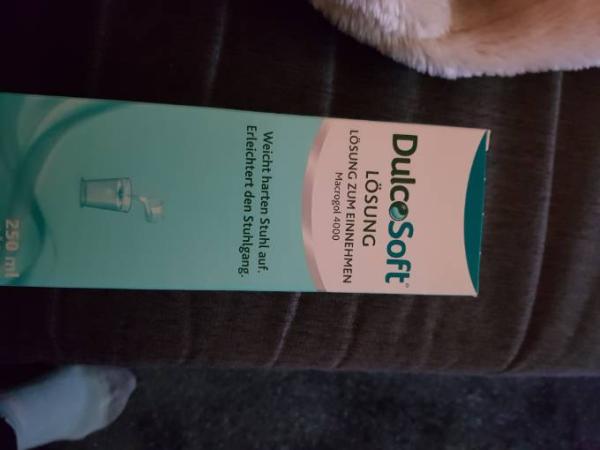 DulcoSoft®
LÖSUNG
LÖSUNG ZUM EINNEHMEN
Macrogol 4000
Weicht harten Stuhl auf.
Erleichtert den Stuhlgang.
250 ml